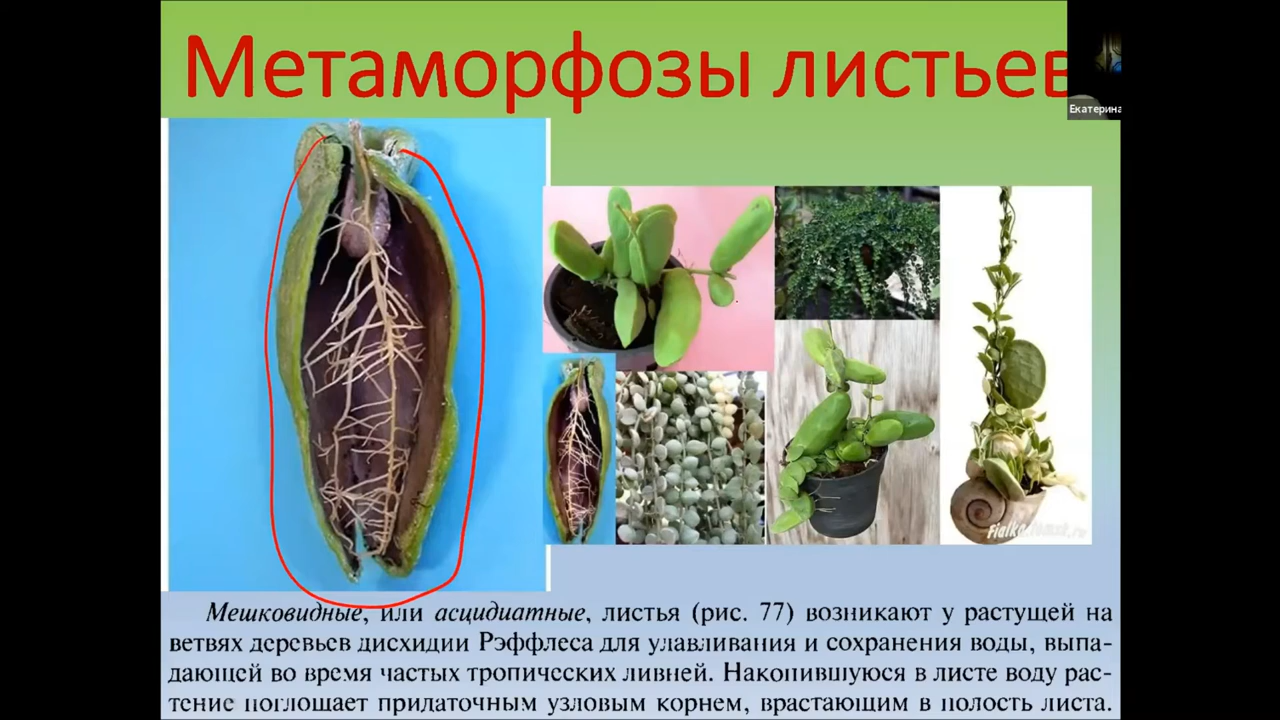 Метаморфозы листьев
Екатерина
Fialka.tomsk.ru
Мешковидные, или асцидиатные, листья (рис. 77) возникают у растущей на
ветвях деревьев дисхидии Рэффлеса для улавливания и сохранения воды, выпа-
дающей во время частых тропических ливней. Накопившуюся в листе воду рас-
тение поглощает придаточным узловым корнем, врастающим в полость листа.